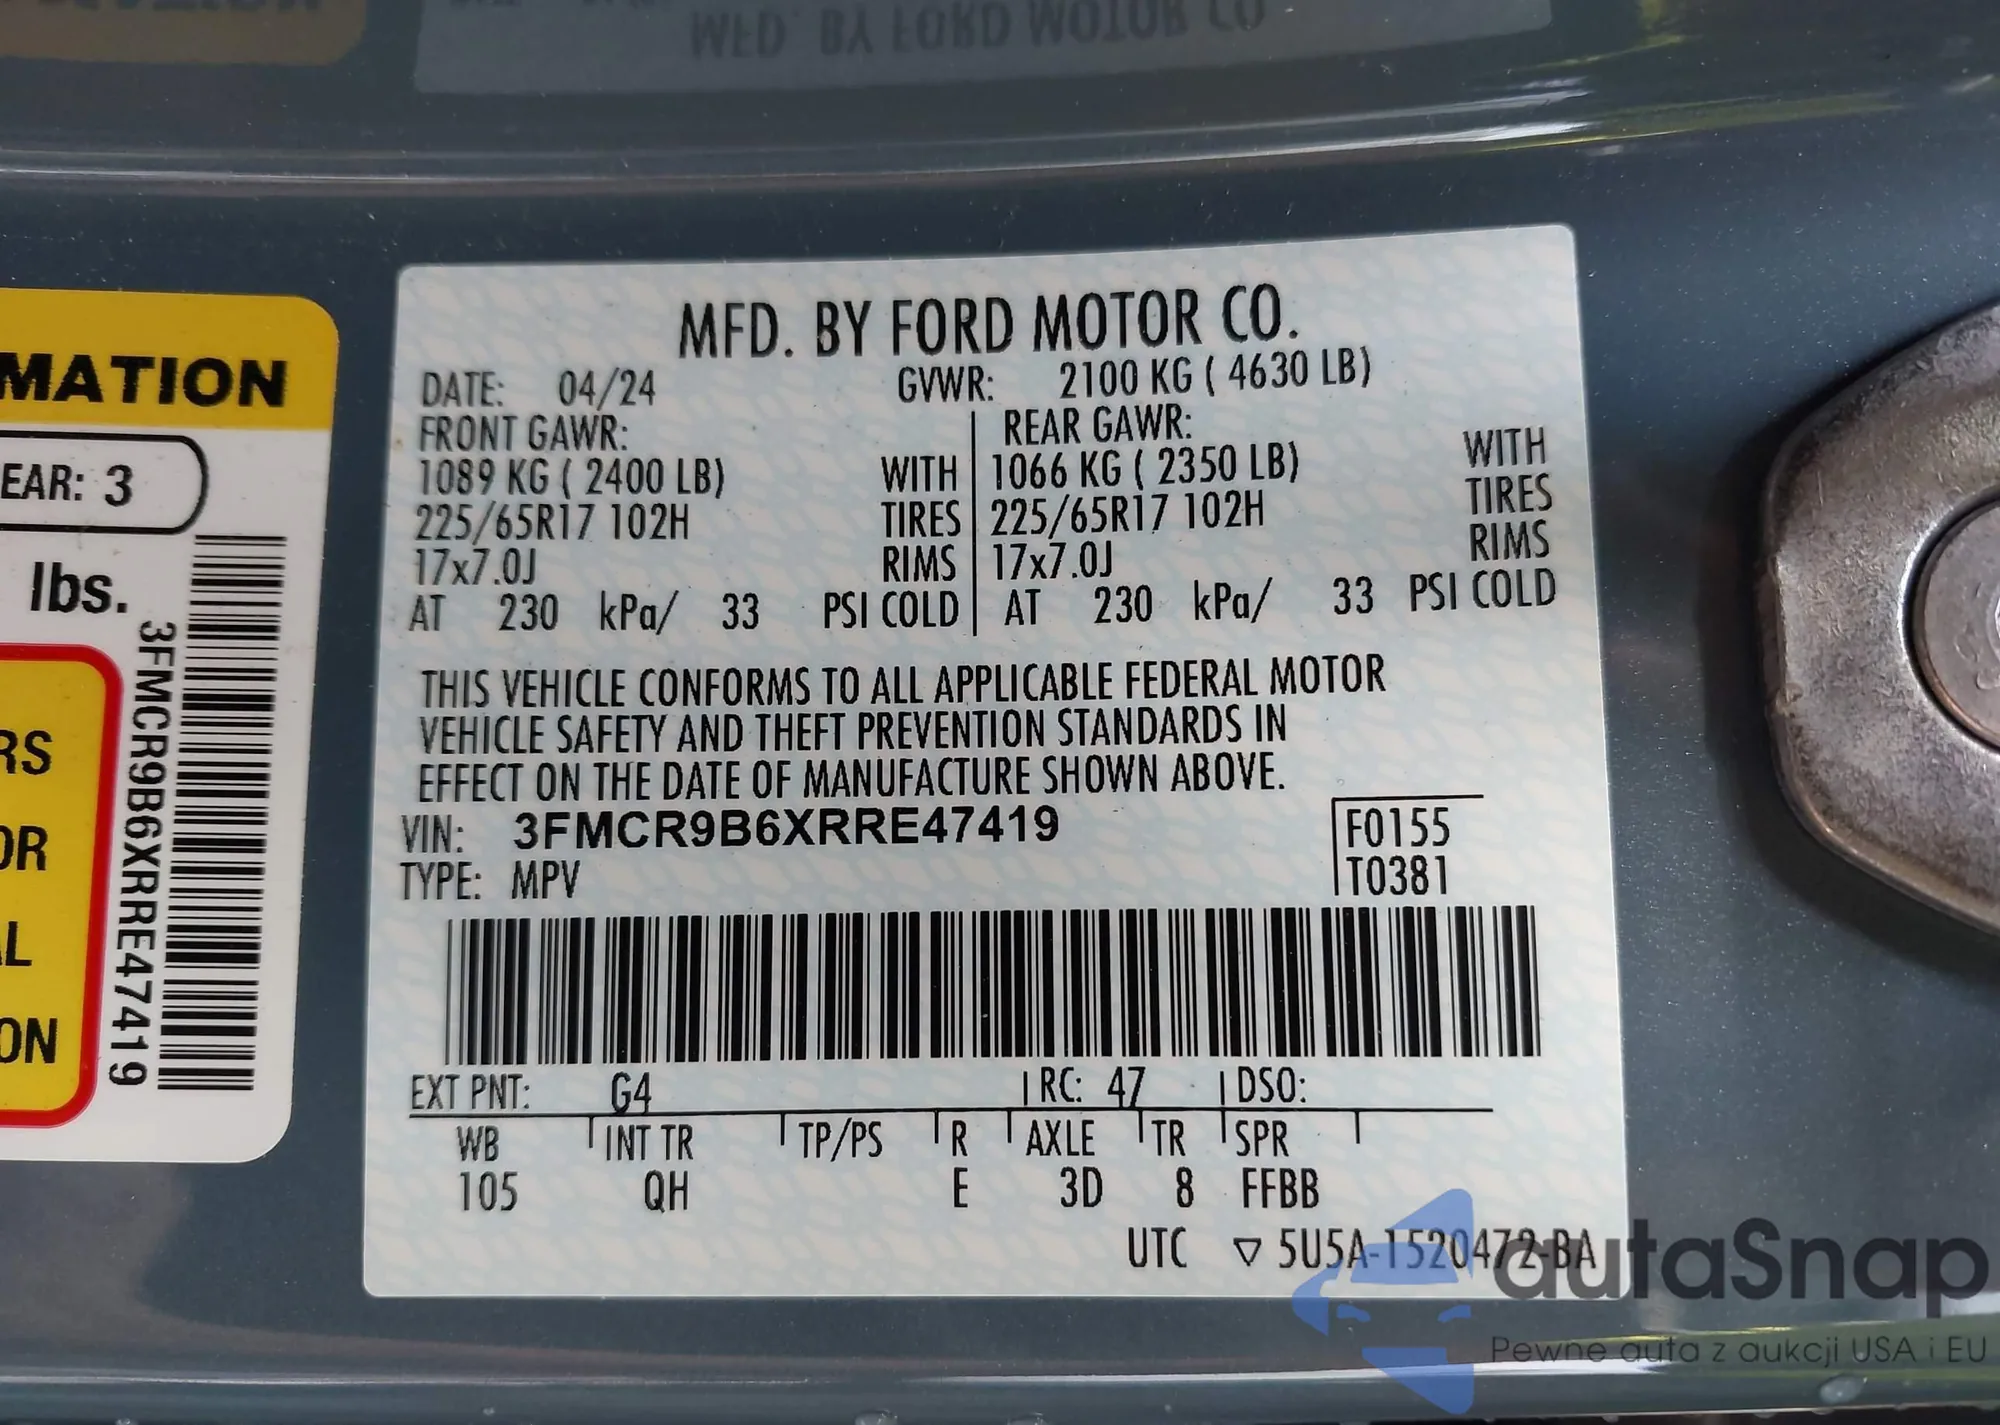 MFD. BY FORD MOTOR CO.
MATION
EAR: 3
lbs.
RS
OR
AL
ON
3FMCR9B6XRRE47419
MFD. BY FORD MOTOR CO.
DATE: 04/24 GVWR: 2100 KG ( 4630 LB)
FRONT GAWR: REAR GAWR:
1089 KG ( 2400 LB) WITH 1066 KG ( 2350 LB) WITH
225/65R17 102H TIRES 225/65R17 102H TIRES
17x7.0J RIMS 17x7.0J RIMS
AT 230 kPa/ 33 PSI COLD AT 230 kPa/ 33 PSI COLD
THIS VEHICLE CONFORMS TO ALL APPLICABLE FEDERAL MOTOR
VEHICLE SAFETY AND THEFT PREVENTION STANDARDS IN
EFFECT ON THE DATE OF MANUFACTURE SHOWN ABOVE.
VIN: 3FMCR9B6XRRE47419 F0155
TYPE: MPV T0381
EXT PNT: G4 RC: 47 DSO:
WB INT TR TP/PS R AXLE TR SPR
105 QH E 3D 8 FFBB
UTC ▽ 5U5A-1520472-BA
autaSnap
Pewne auta z aukcji USA i EU